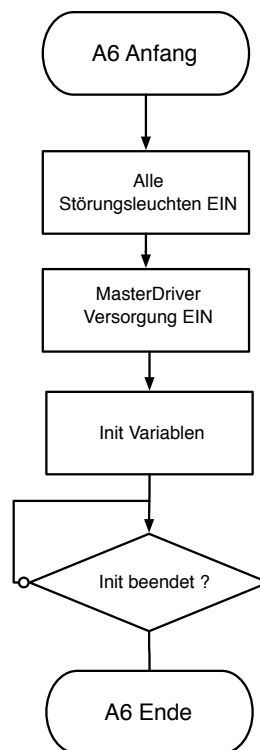 A6 Anfang
Alle
Störungsleuchten EIN
MasterDriver
Versorgung EIN
Init Variablen
Init beendet ?
A6 Ende